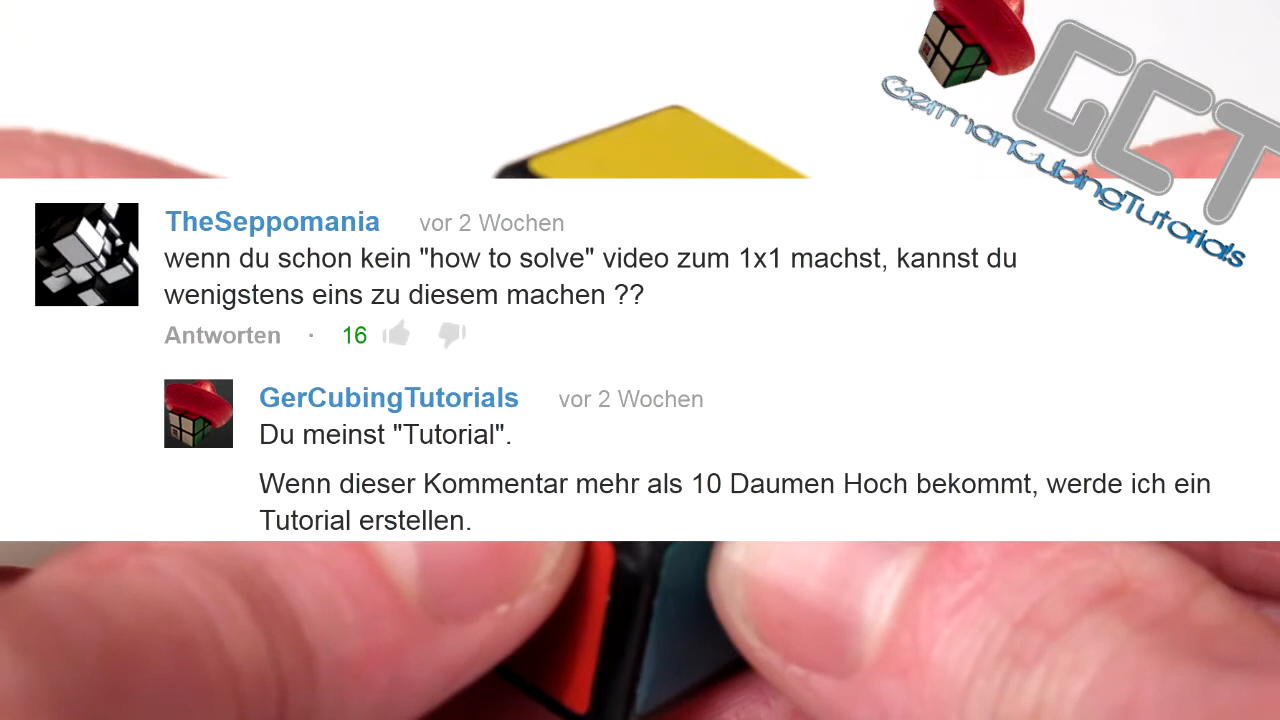 GCT
GermanCubingTutorials
TheSeppomania vor 2 Wochen
wenn du schon kein "how to solve" video zum 1x1 machst, kannst du
wenigstens eins zu diesem machen ??
Antworten · 16
GerCubingTutorials vor 2 Wochen
Du meinst "Tutorial".
Wenn dieser Kommentar mehr als 10 Daumen Hoch bekommt, werde ich ein
Tutorial erstellen.